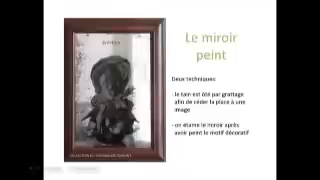 Le miroir
peint
Deux techniques:
- le tain est ôté par grattage
afin de céder la place à une
image
- on étame le miroir après
avoir peint le motif décoratif